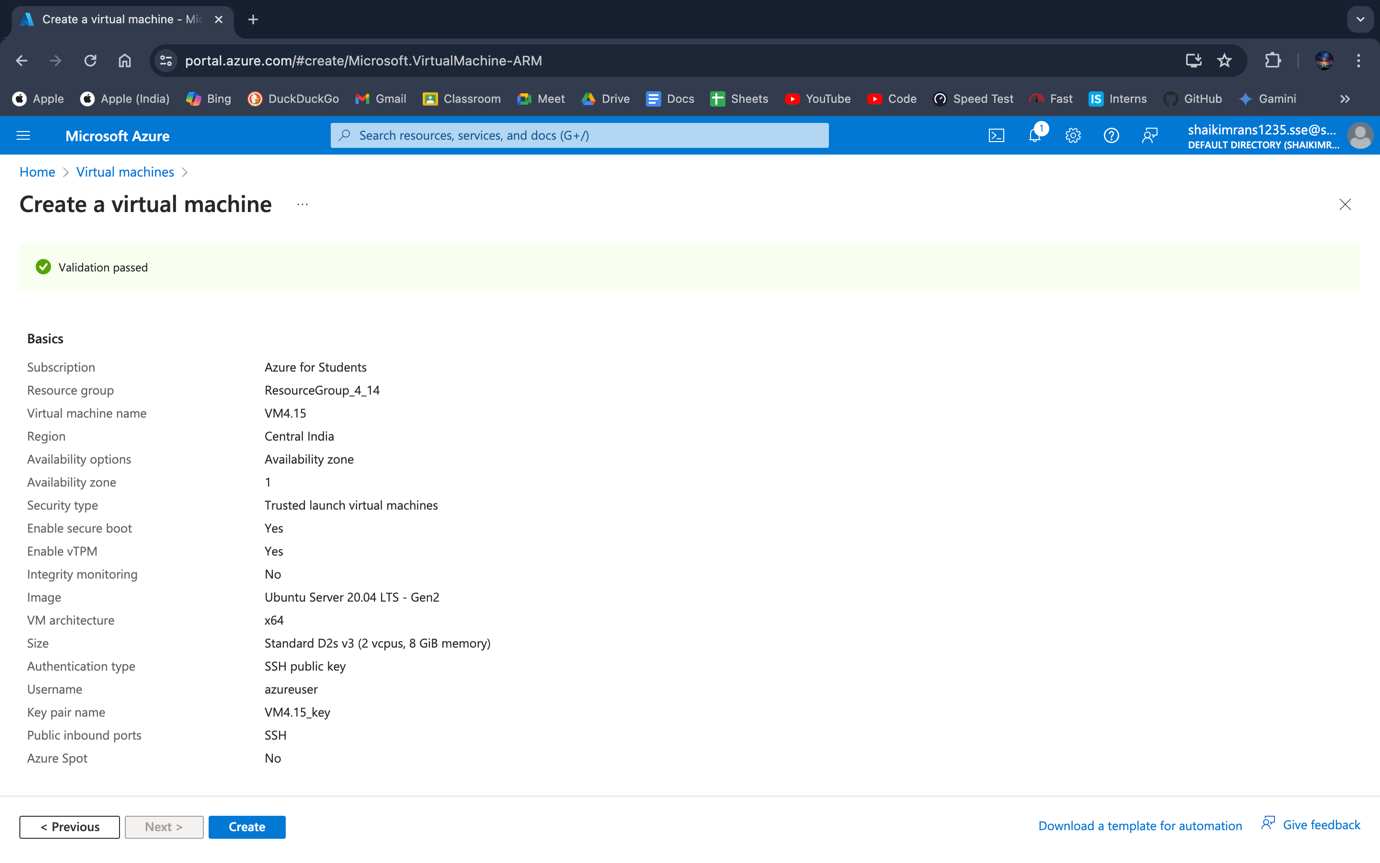 Create a virtual machine - Mic
portal.azure.com/#create/Microsoft.VirtualMachine-ARM
Apple Apple (India) Bing DuckDuckGo Gmail Classroom Meet Drive Docs Sheets YouTube Code Speed Test Fast IS Interns GitHub Gamini
Microsoft Azure Search resources, services, and docs (G+/) 1 shaikimrans1235.sse@s...
DEFAULT DIRECTORY (SHAIKIMR...
Home > Virtual machines >
Create a virtual machine ...
Validation passed
Basics
Subscription Azure for Students
Resource group ResourceGroup_4_14
Virtual machine name VM4.15
Region Central India
Availability options Availability zone
Availability zone 1
Security type Trusted launch virtual machines
Enable secure boot Yes
Enable vTPM Yes
Integrity monitoring No
Image Ubuntu Server 20.04 LTS - Gen2
VM architecture x64
Size Standard D2s v3 (2 vcpus, 8 GiB memory)
Authentication type SSH public key
Username azureuser
Key pair name VM4.15_key
Public inbound ports SSH
Azure Spot No
< Previous Next > Create Download a template for automation Give feedback